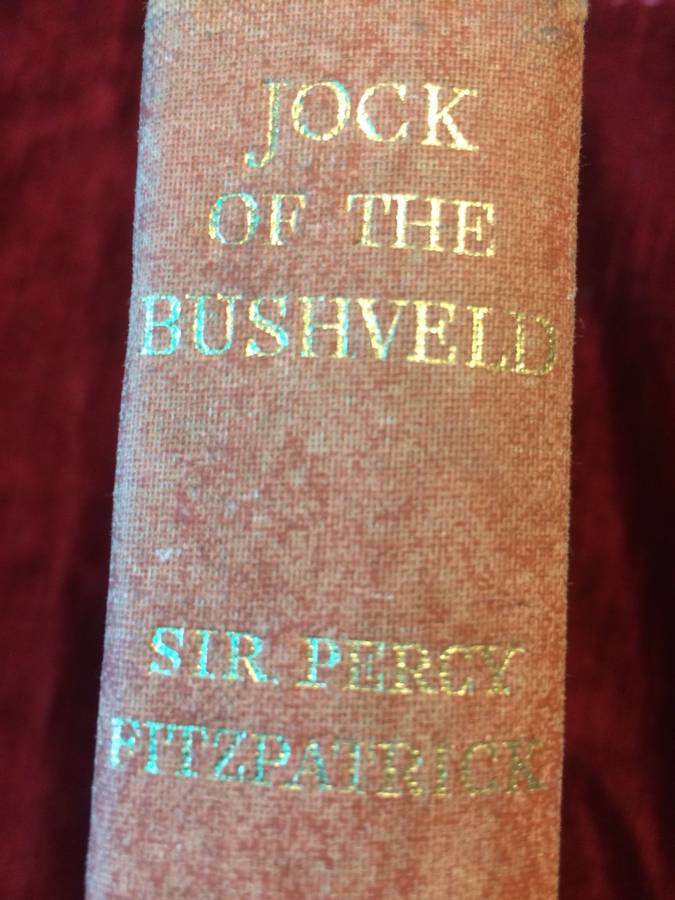 JOCK
OF THE
BUSHVELD
SIR. PERCY
FITZPATRICK